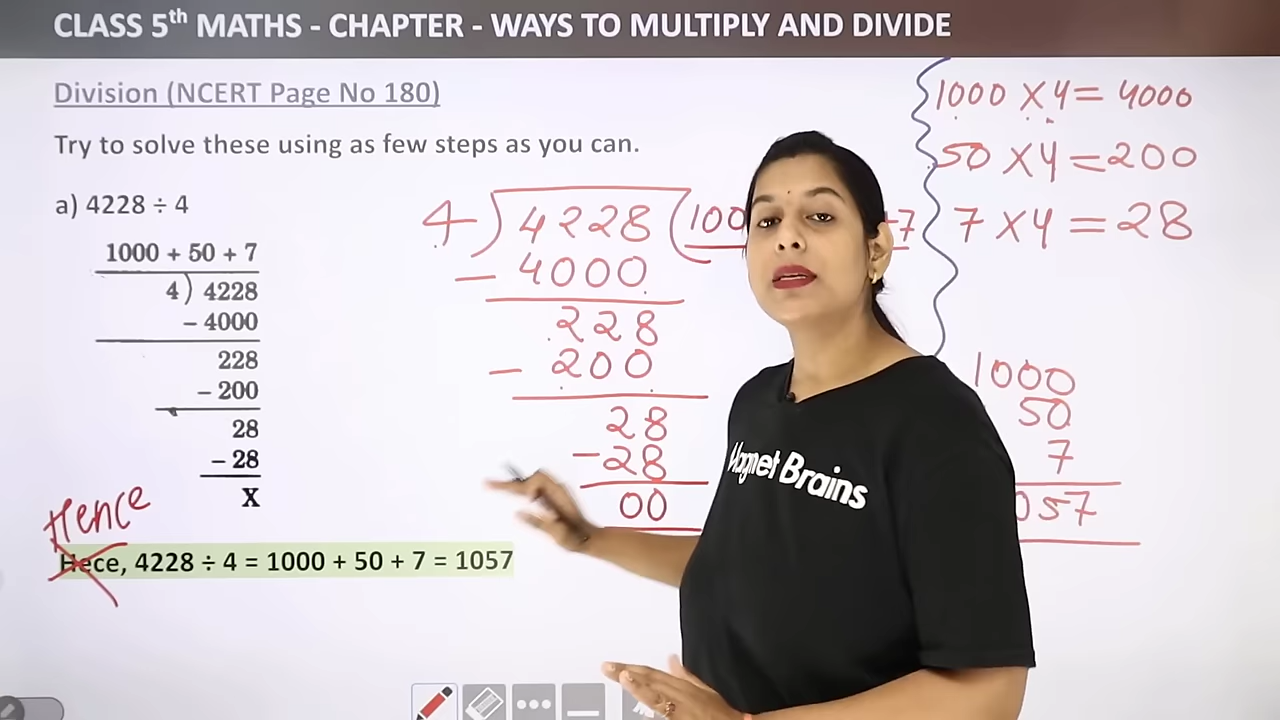 CLASS 5th MATHS - CHAPTER - WAYS TO MULTIPLY AND DIVIDE
Division (NCERT Page No 180)
Try to solve these using as few steps as you can.
a) 4228 ÷ 4
1000 + 50 + 7
4) 4228
- 4000
228
- 200
28
- 28
X
Hence
Hece, 4228 ÷ 4 = 1000 + 50 + 7 = 1057
4) 4228 (100
+7
- 4000
228
- 200
28
-28
00
1000 X 4 = 4000
50 X 4 = 200
7 X 4 = 28
1000
50
7
057
Magnet Brains